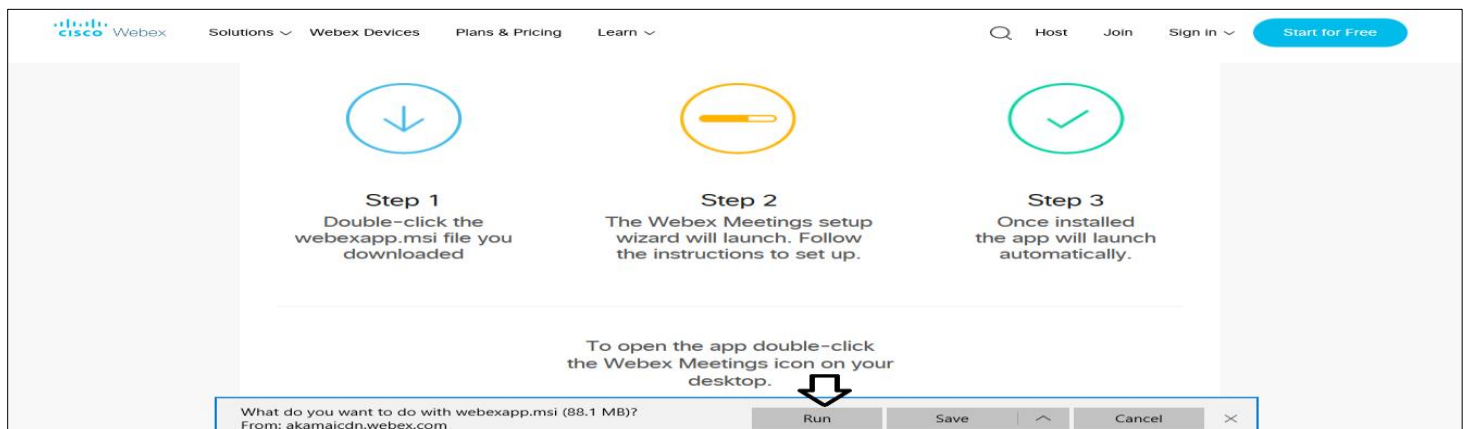 CISCO Webex Solutions Webex Devices Plans & Pricing Learn Host Join Sign in Start for Free
Step 1
Double-click the
webexapp.msi file you
downloaded
Step 2
The Webex Meetings setup
wizard will launch. Follow
the instructions to set up.
Step 3
Once installed
the app will launch
automatically.
To open the app double-click
the Webex Meetings icon on your
desktop.
What do you want to do with webexapp.msi (88.1 MB)?
From: akamaicdn.webex.com
Run Save Cancel